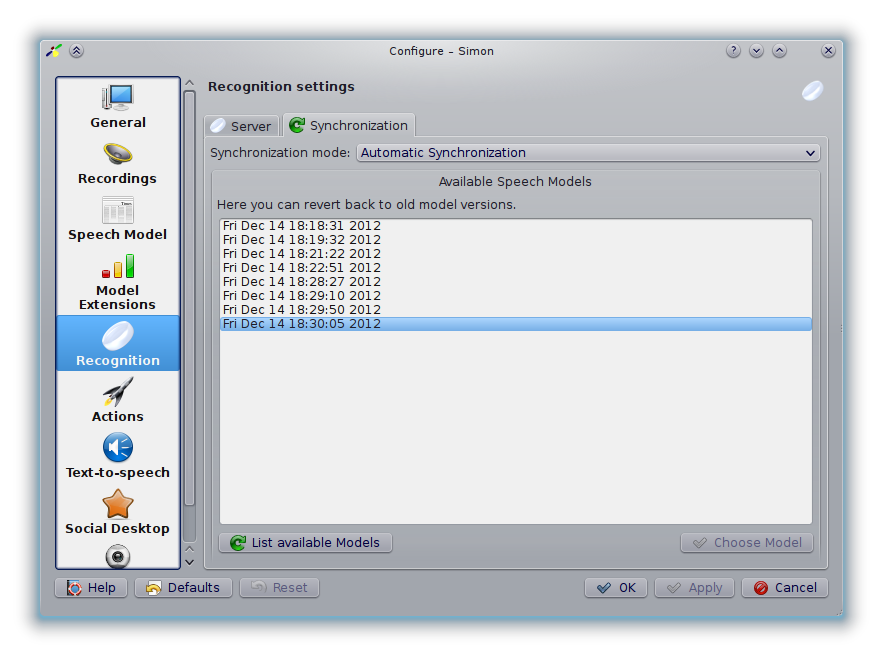 Configure – Simon
?
General
Recordings
Speech Model
Model
Extensions
Recognition
Actions
Text-to-speech
Social Desktop
Recognition settings
Server
Synchronization
Synchronization mode: Automatic Synchronization
Available Speech Models
Here you can revert back to old model versions.
Fri Dec 14 18:18:31 2012
Fri Dec 14 18:19:32 2012
Fri Dec 14 18:21:22 2012
Fri Dec 14 18:22:51 2012
Fri Dec 14 18:28:27 2012
Fri Dec 14 18:29:10 2012
Fri Dec 14 18:29:50 2012
Fri Dec 14 18:30:05 2012
List available Models
Choose Model
Help
Defaults
Reset
OK
Apply
Cancel